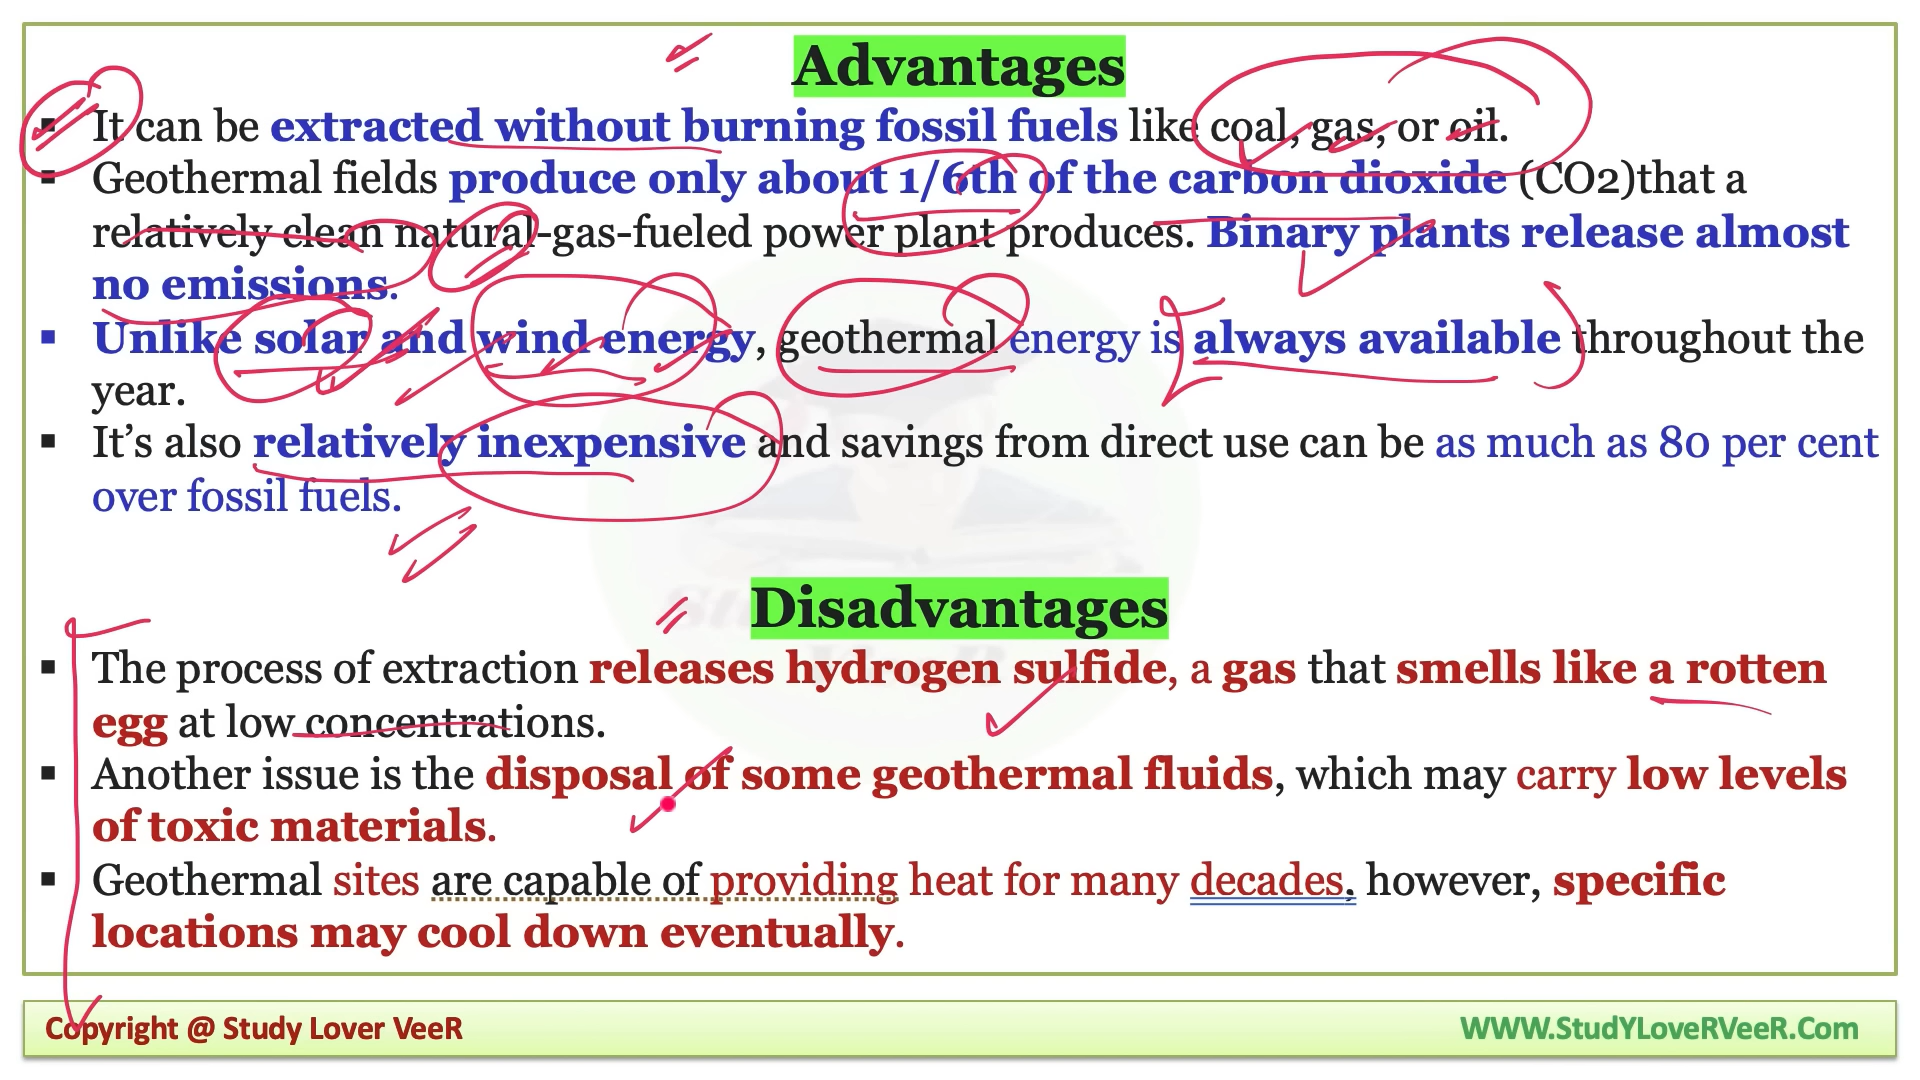 Advantages
▪ It can be extracted without burning fossil fuels like coal, gas, or oil.
▪ Geothermal fields produce only about 1/6th of the carbon dioxide (CO2)that a
relatively clean natural-gas-fueled power plant produces. Binary plants release almost
no emissions.
▪ Unlike solar and wind energy, geothermal energy is always available throughout the
year.
▪ It’s also relatively inexpensive and savings from direct use can be as much as 80 per cent
over fossil fuels.
Disadvantages
▪ The process of extraction releases hydrogen sulfide, a gas that smells like a rotten
egg at low concentrations.
▪ Another issue is the disposal of some geothermal fluids, which may carry low levels
of toxic materials.
▪ Geothermal sites are capable of providing heat for many decades, however, specific
locations may cool down eventually.
Copyright @ Study Lover VeeR
WWW.StudYLoveRVeeR.Com